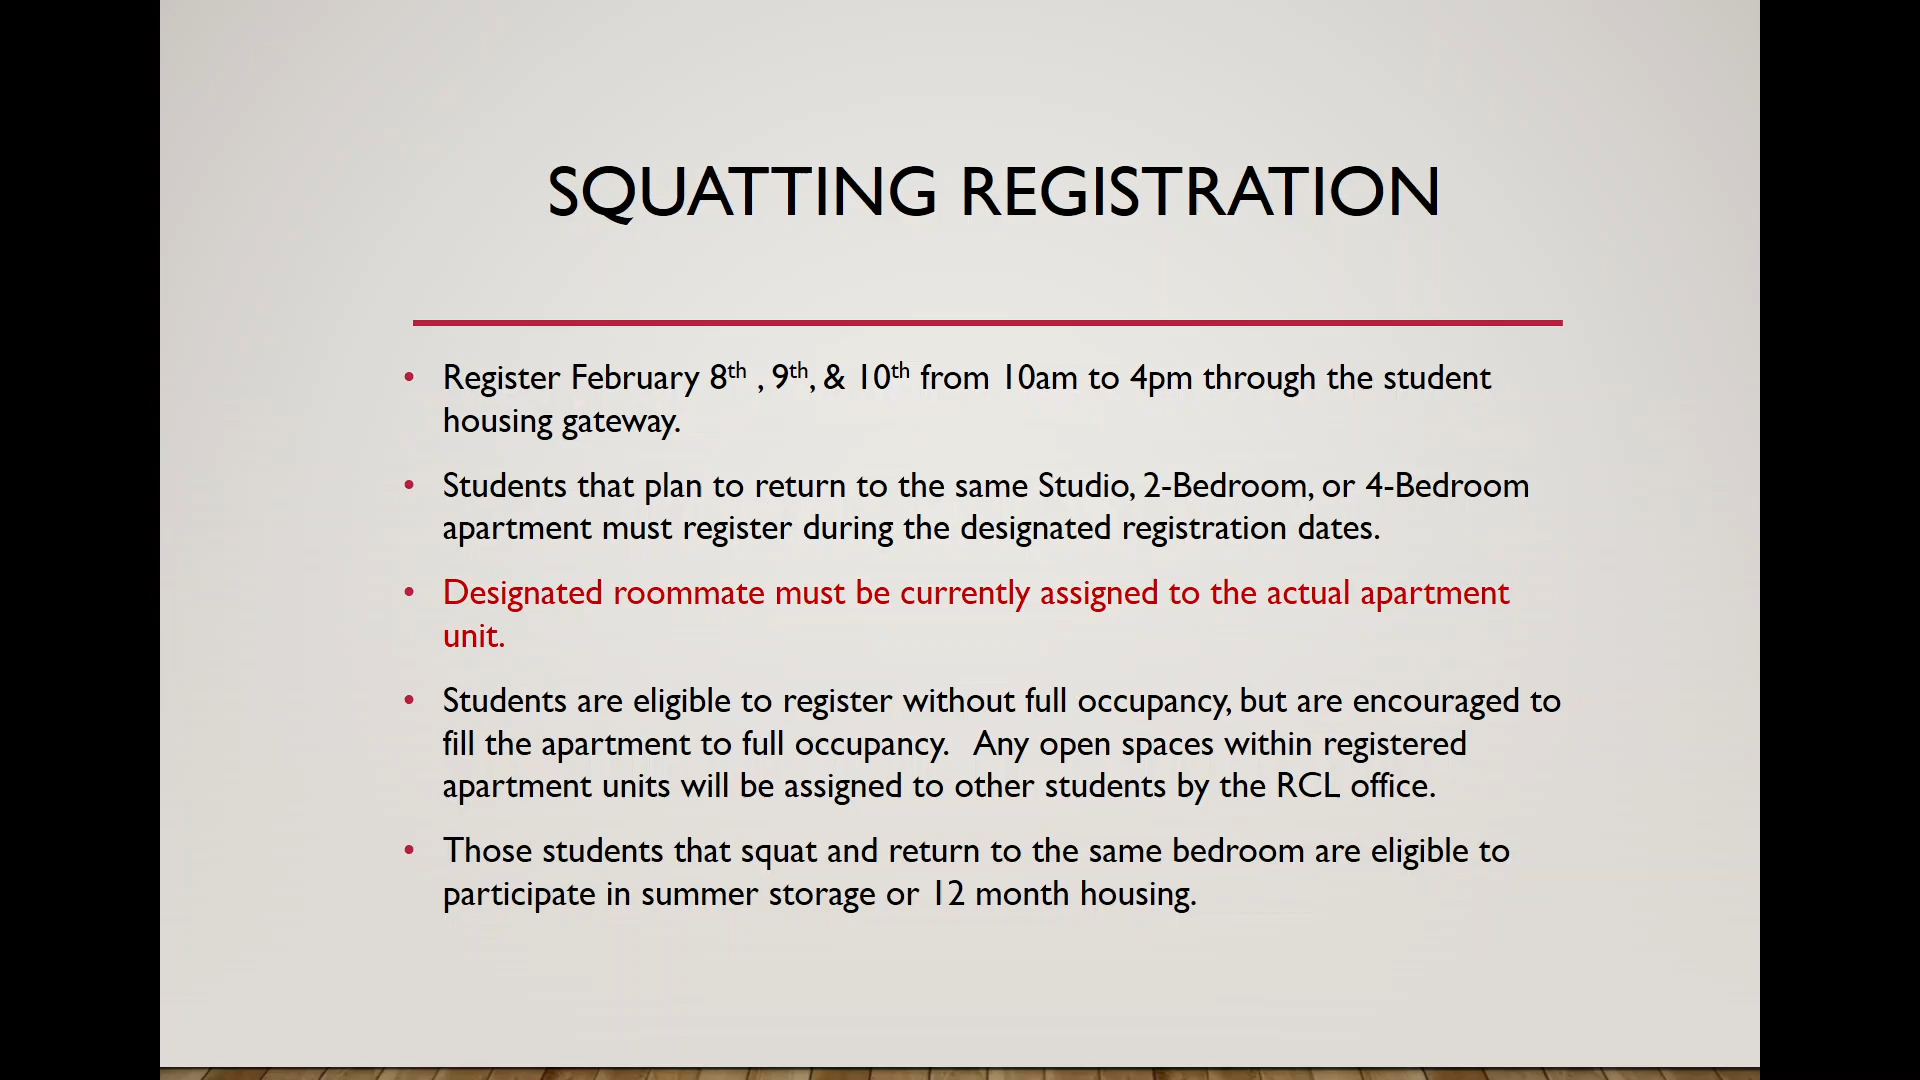 SQUATTING REGISTRATION
• Register February 8th , 9th, & 10th from 10am to 4pm through the student
housing gateway.
• Students that plan to return to the same Studio, 2-Bedroom, or 4-Bedroom
apartment must register during the designated registration dates.
• Designated roommate must be currently assigned to the actual apartment
unit.
• Students are eligible to register without full occupancy, but are encouraged to
fill the apartment to full occupancy.   Any open spaces within registered
apartment units will be assigned to other students by the RCL office.
• Those students that squat and return to the same bedroom are eligible to
participate in summer storage or 12 month housing.